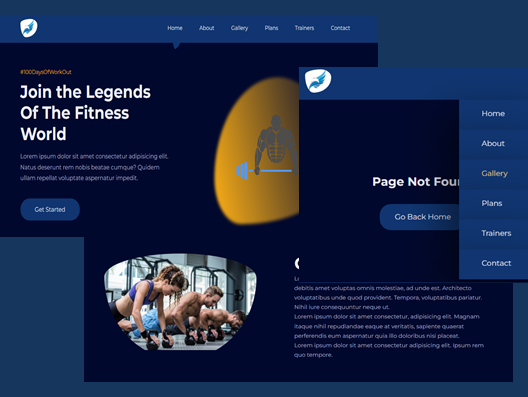 Home About Gallery Plans Trainers Contact
#100DaysOfWorkOut
Join the Legends
Of The Fitness
World
Lorem ipsum dolor sit amet consectetur adipisicing elit.
Natus deserunt rem nobis beatae cumque? Quidem
ullam repellat voluptate aspernatur impedit.
Get Started
Page Not Four
Go Back Home
Home
About
Gallery
Plans
Trainers
Contact
debitis amet voluptas omnis molestiae, ad unde est. Architecto
voluptatibus unde quod provident. Tempora, voluptatibus pariatur.
Nihil iure consequuntur neque ut.
Lorem ipsum dolor sit amet consectetur, adipisicing elit. Magnam
itaque nihil repudiandae eaque at veritatis, sapiente quaerat
perferendis eum aspernatur quia illo doloribus nisi placeat.
Lorem ipsum dolor sit amet consectetur adipisicing elit. Ipsum rem
quo tempore.